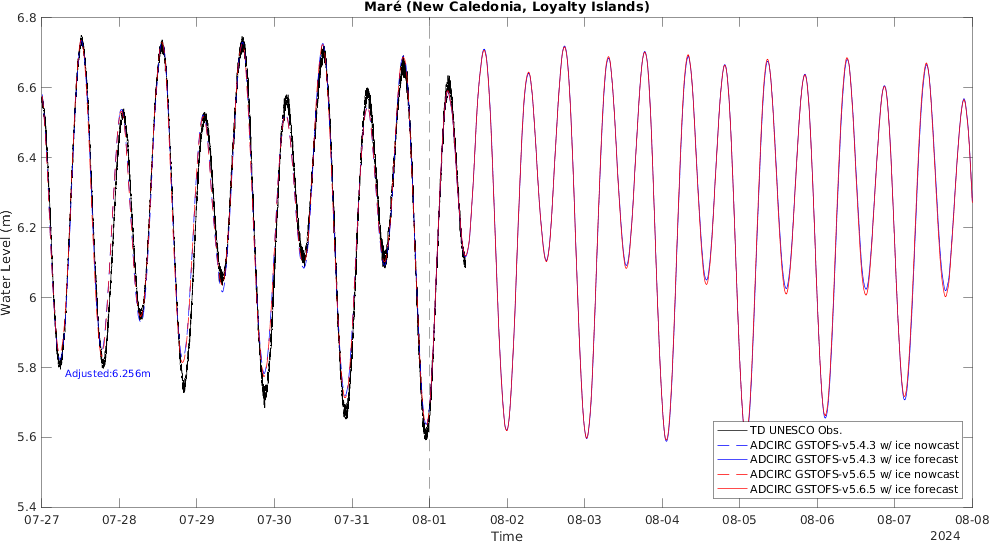 Maré (New Caledonia, Loyalty Islands)
Water Level (m)
6.8
6.6
6.4
6.2
6
5.8
5.6
5.4
Adjusted:6.256m
TD UNESCO Obs.
ADCIRC GSTOFS-v5.4.3 w/ ice nowcast
ADCIRC GSTOFS-v5.4.3 w/ ice forecast
ADCIRC GSTOFS-v5.6.5 w/ ice nowcast
ADCIRC GSTOFS-v5.6.5 w/ ice forecast
07-27 07-28 07-29 07-30 07-31 08-01 08-02 08-03 08-04 08-05 08-06 08-07 08-08
Time
2024